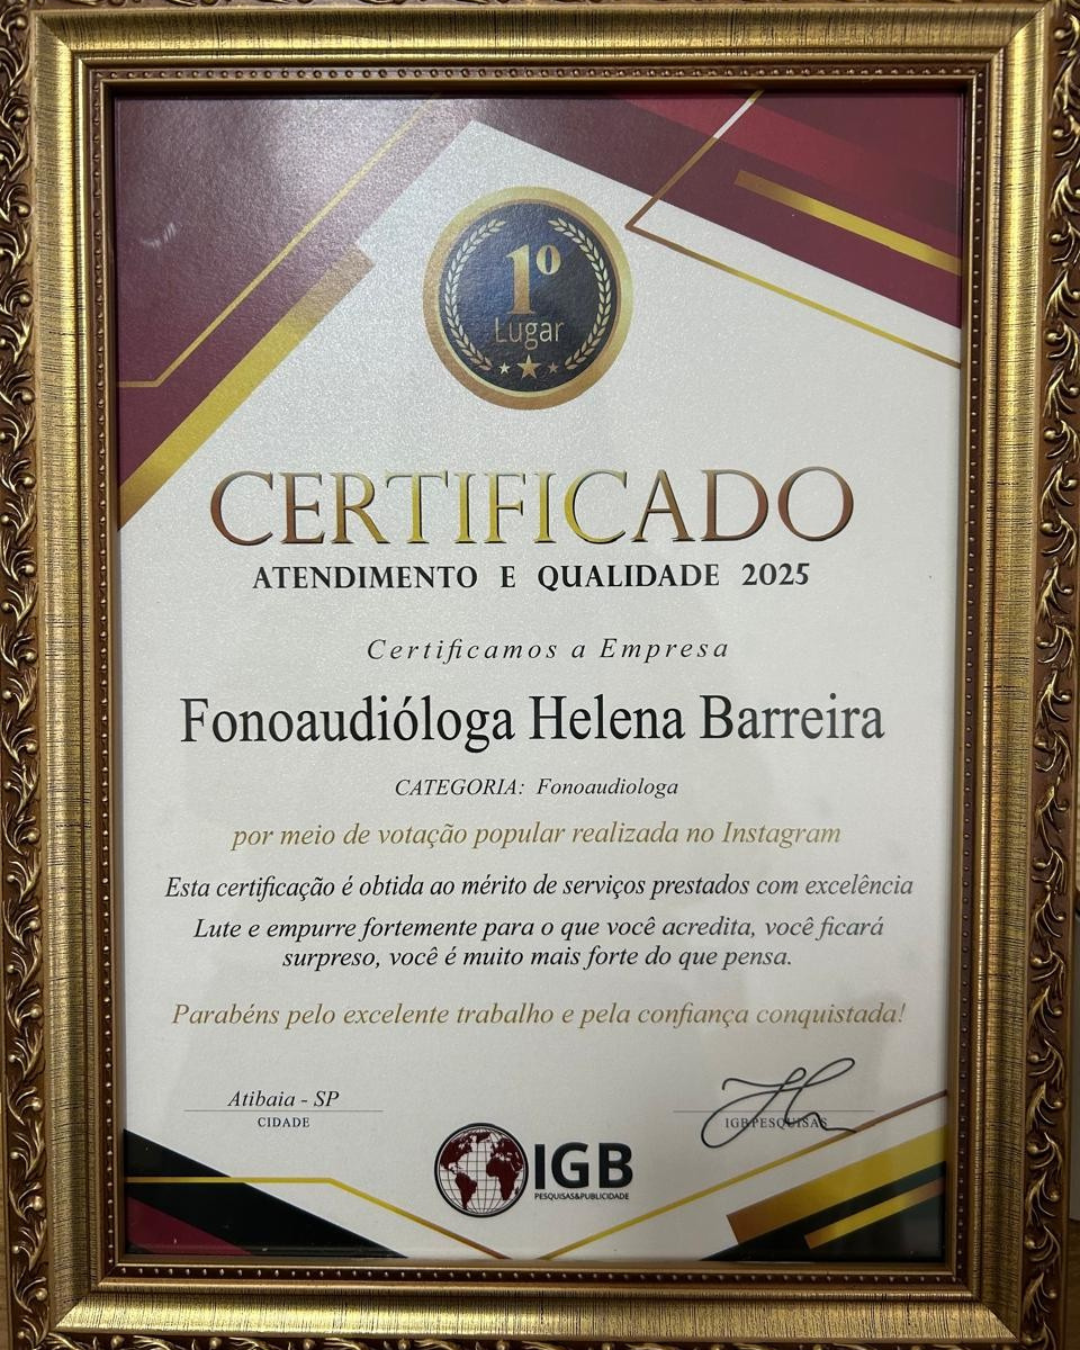 1º
Lugar
CERTIFICADO
ATENDIMENTO E QUALIDADE 2025
Certificamos a Empresa
Fonoaudióloga Helena Barreira
CATEGORIA: Fonoaudiologa
por meio de votação popular realizada no Instagram
Esta certificação é obtida ao mérito de serviços prestados com excelência
Lute e empurre fortemente para o que você acredita, você ficará
surpreso, você é muito mais forte do que pensa.
Parabéns pelo excelente trabalho e pela confiança conquistada!
Atibaia - SP
CIDADE
IGB PESQUISAS
IGB
PESQUISAS&PUBLICIDADE